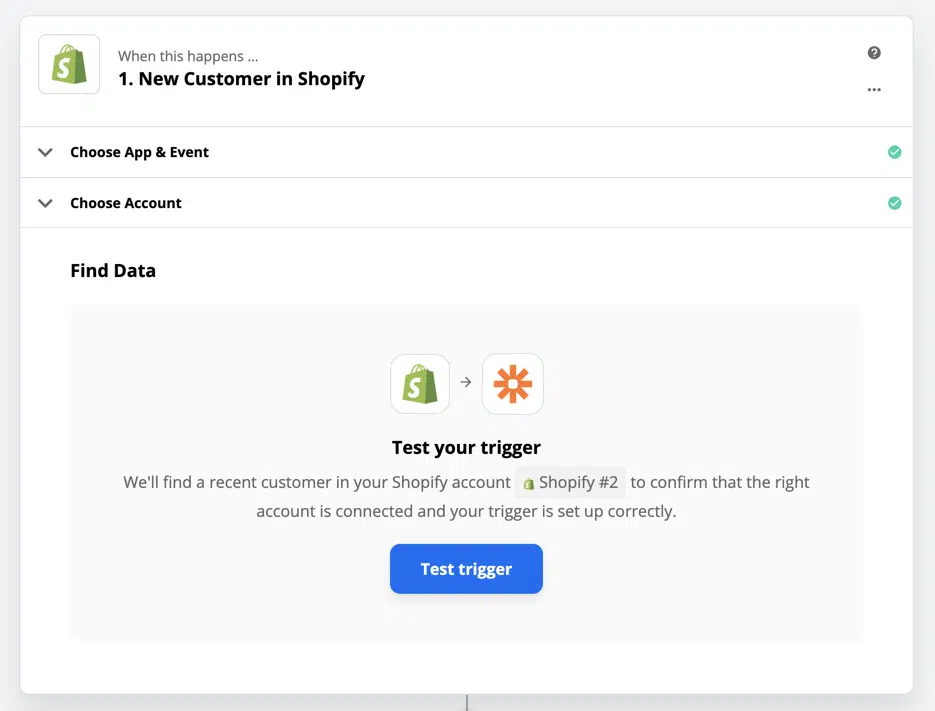 When this happens ...
1. New Customer in Shopify
Choose App & Event
Choose Account
Find Data
Test your trigger
We'll find a recent customer in your Shopify account Shopify #2 to confirm that the right
account is connected and your trigger is set up correctly.
Test trigger